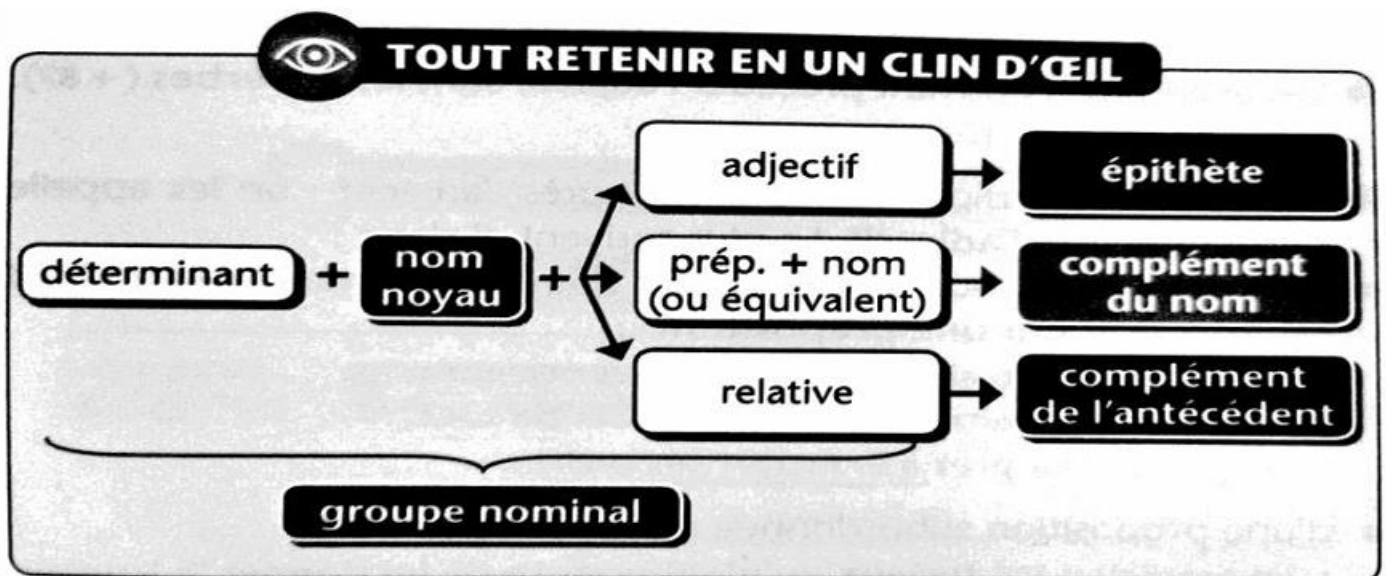 TOUT RETENIR EN UN CLIN D'ŒIL
adjectif
épithète
déterminant
+
nom
noyau
+
prép. + nom
(ou équivalent)
complément
du nom
relative
complément
de l'antécédent
groupe nominal